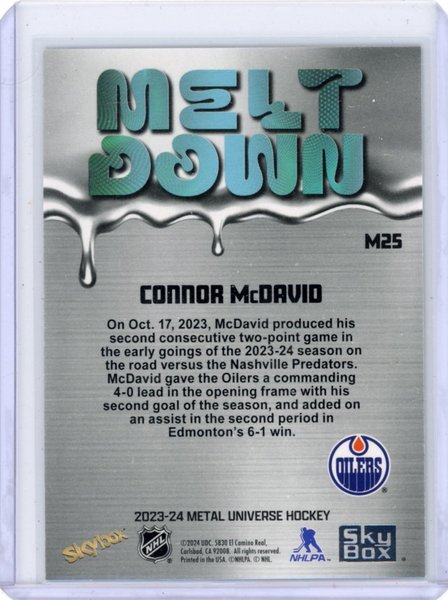 MELT
DOWN
M25
CONNOR McDAVID
On Oct. 17, 2023, McDavid produced his
second consecutive two-point game in
the early goings of the 2023-24 season on
the road versus the Nashville Predators.
McDavid gave the Oilers a commanding
4-0 lead in the opening frame with his
second goal of the season, and added on
an assist in the second period in
Edmonton's 6-1 win.
OILERS
2023-24 METAL UNIVERSE HOCKEY
Skybox
NHL
©2024 UDC. 5830 El Camino Real,
Carlsbad, CA 92008. All rights reserved.
Printed in the USA. ©NHLPA. © NHL.
NHLPA
Sky
Box